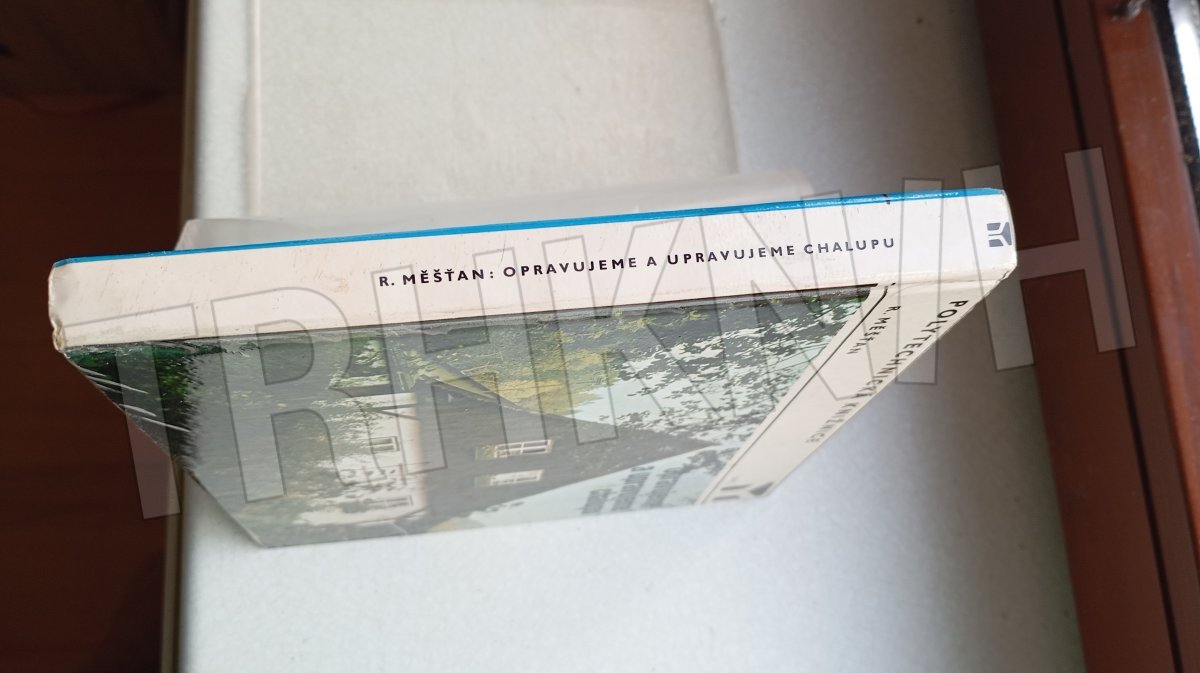 R. MĚŠŤAN: OPRAVUJEME A UPRAVUJEME CHALUPU
POLYTECHNICKÁ KNIŽNICE
R. MĚŠŤAN
TRHKNIH